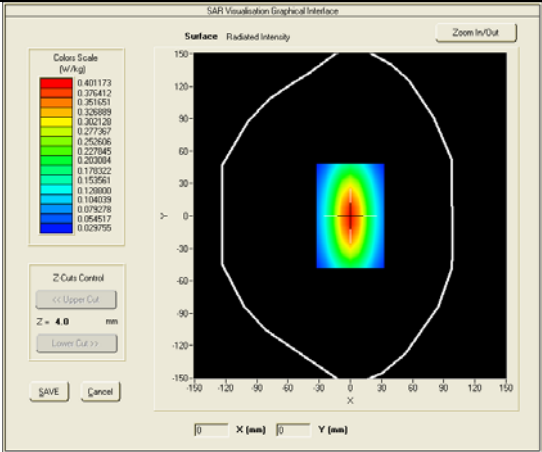 SAR Visualisation Graphical Interface
Surface Radiated Intensity
Zoom In/Out
Colors Scale
(W/kg)
0.401173
0.376412
0.351651
0.326889
0.302128
0.277367
0.252606
0.227845
0.203084
0.178322
0.153561
0.128800
0.104039
0.079278
0.054517
0.029755
Z-Cuts Control
<< Upper Cut
Z = 4.0 mm
Lower Cut >>
SAVE Cancel
150-
120-
90-
60-
30-
Y 0-
-30-
-60-
-90-
-120-
-150-
-150 -120 -90 -60 -30 0 30 60 90 120 150
X
0 X (mm) 0 Y (mm)